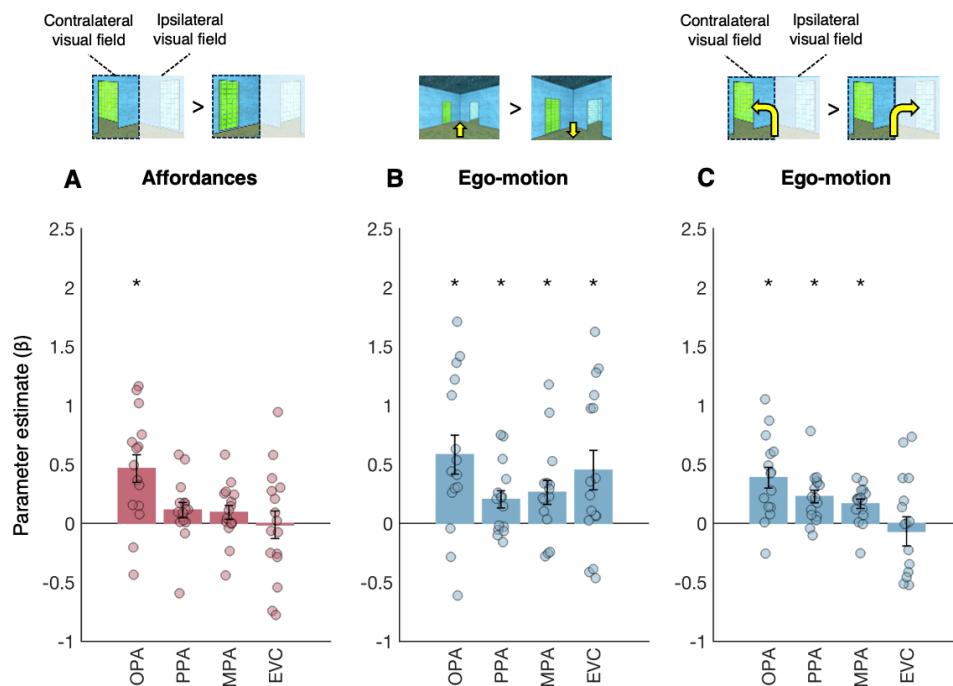 Contralateral
visual field
Ipsilateral
visual field
>
>
Contralateral
visual field
Ipsilateral
visual field
>
A
Affordances
B
Ego-motion
C
Ego-motion
Parameter estimate (β)
2.5
2
1.5
1
0.5
0
-0.5
-1
*
OPA
PPA
MPA
EVC
2.5
2
1.5
1
0.5
0
-0.5
-1
* * * *
OPA
PPA
MPA
EVC
2.5
2
1.5
1
0.5
0
-0.5
-1
* * *
OPA
PPA
MPA
EVC